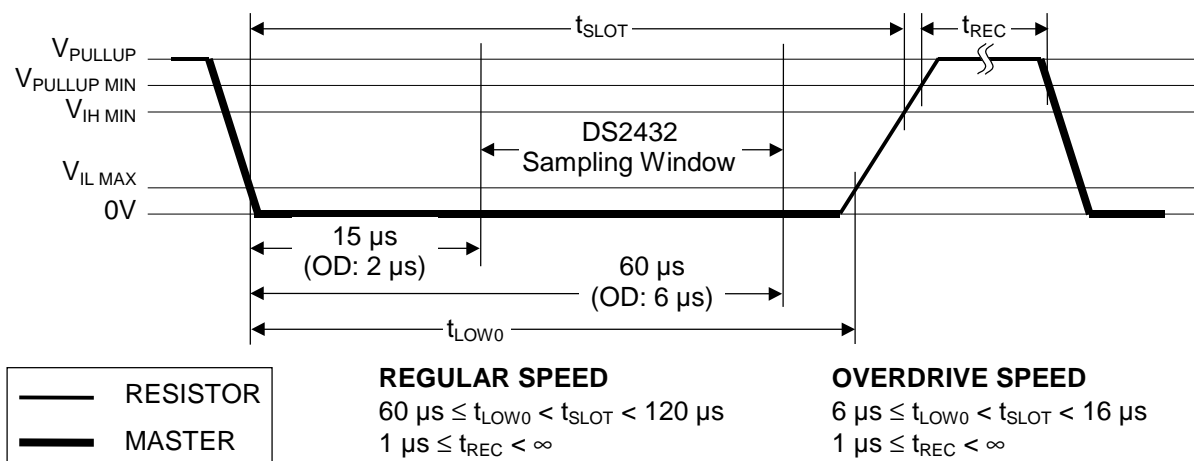 tSLOT
tREC
VPULLUP
VPULLUP MIN
VIH MIN
DS2432
Sampling Window
VIL MAX
0V
15 µs
(OD: 2 µs)
60 µs
(OD: 6 µs)
tLOW0
RESISTOR
MASTER
REGULAR SPEED
60 µs ≤ tLOW0 < tSLOT < 120 µs
1 µs ≤ tREC < ∞
OVERDRIVE SPEED
6 µs ≤ tLOW0 < tSLOT < 16 µs
1 µs ≤ tREC < ∞